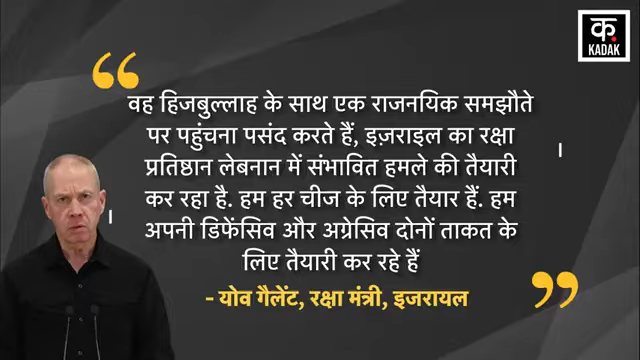 क
KADAK
वह हिजबुल्लाह के साथ एक राजनयिक समझौते
पर पहुंचना पसंद करते हैं, इज़राइल का रक्षा
प्रतिष्ठान लेबनान में संभावित हमले की तैयारी
कर रहा है. हम हर चीज के लिए तैयार हैं. हम
अपनी डिफेंसिव और अग्रेसिव दोनों ताकत के
लिए तैयारी कर रहे हैं
- योव गैलेंट, रक्षा मंत्री, इजरायल